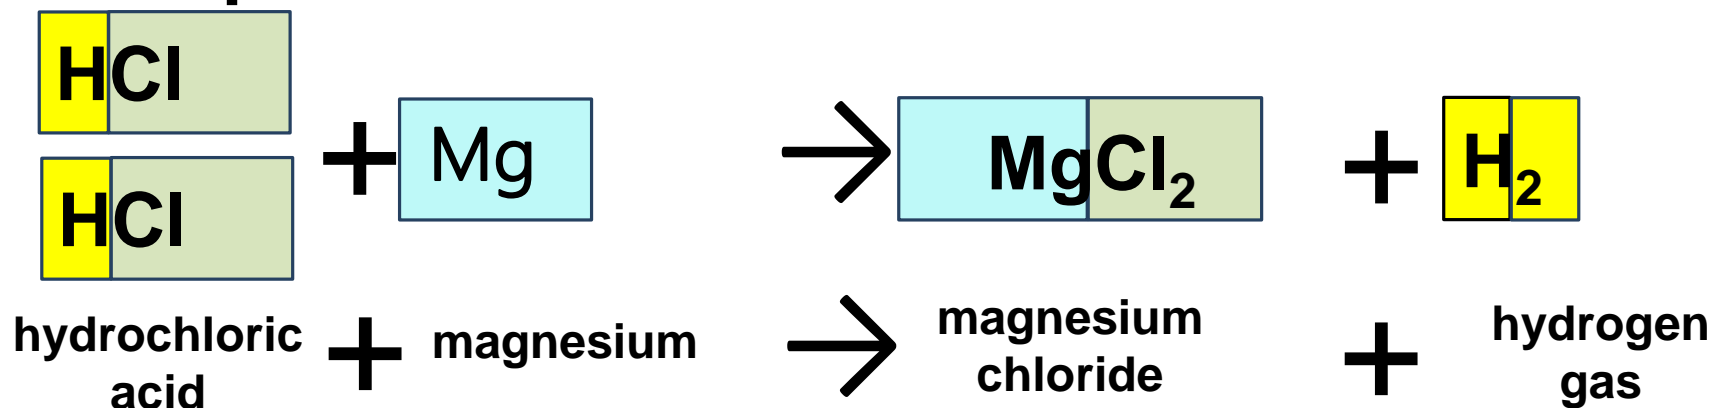 HCl
HCl
+ Mg → MgCl₂ + H₂
hydrochloric acid + magnesium → magnesium chloride + hydrogen gas